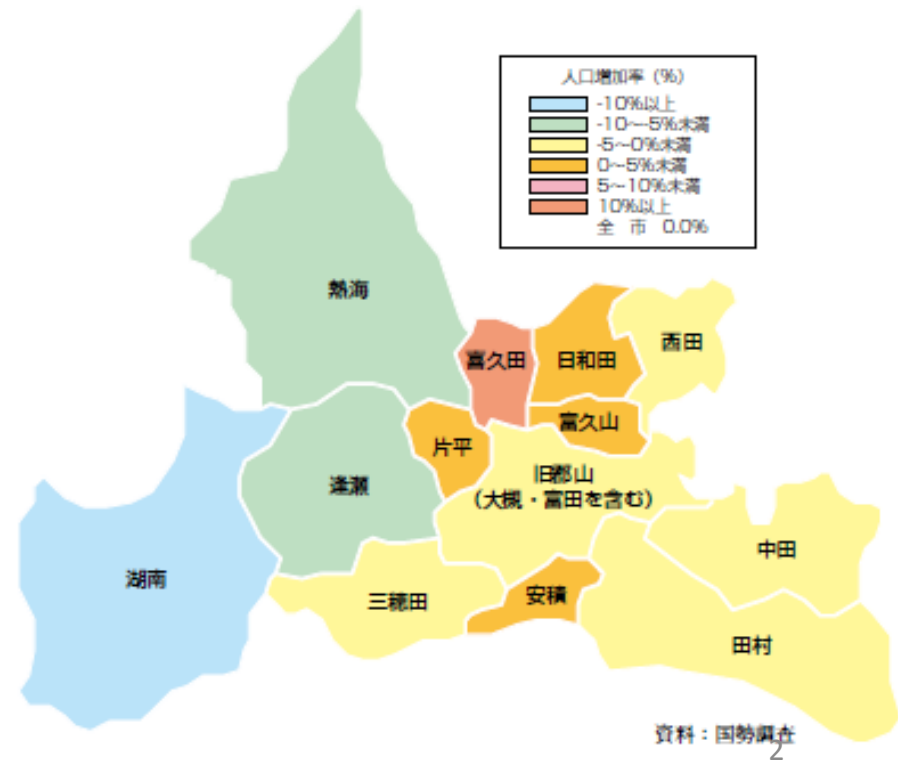 人口増加率（%）
-10%以上
-10〜-5%未満
-5〜0%未満
0〜5%未満
5〜10%未満
10%以上
全　市　0.0%
熱海
喜久田
日和田
西田
富久山
片平
旧郡山
（大槻・富田を含む）
逢瀬
中田
湖南
三穂田
安積
田村
資料：国勢調査
2